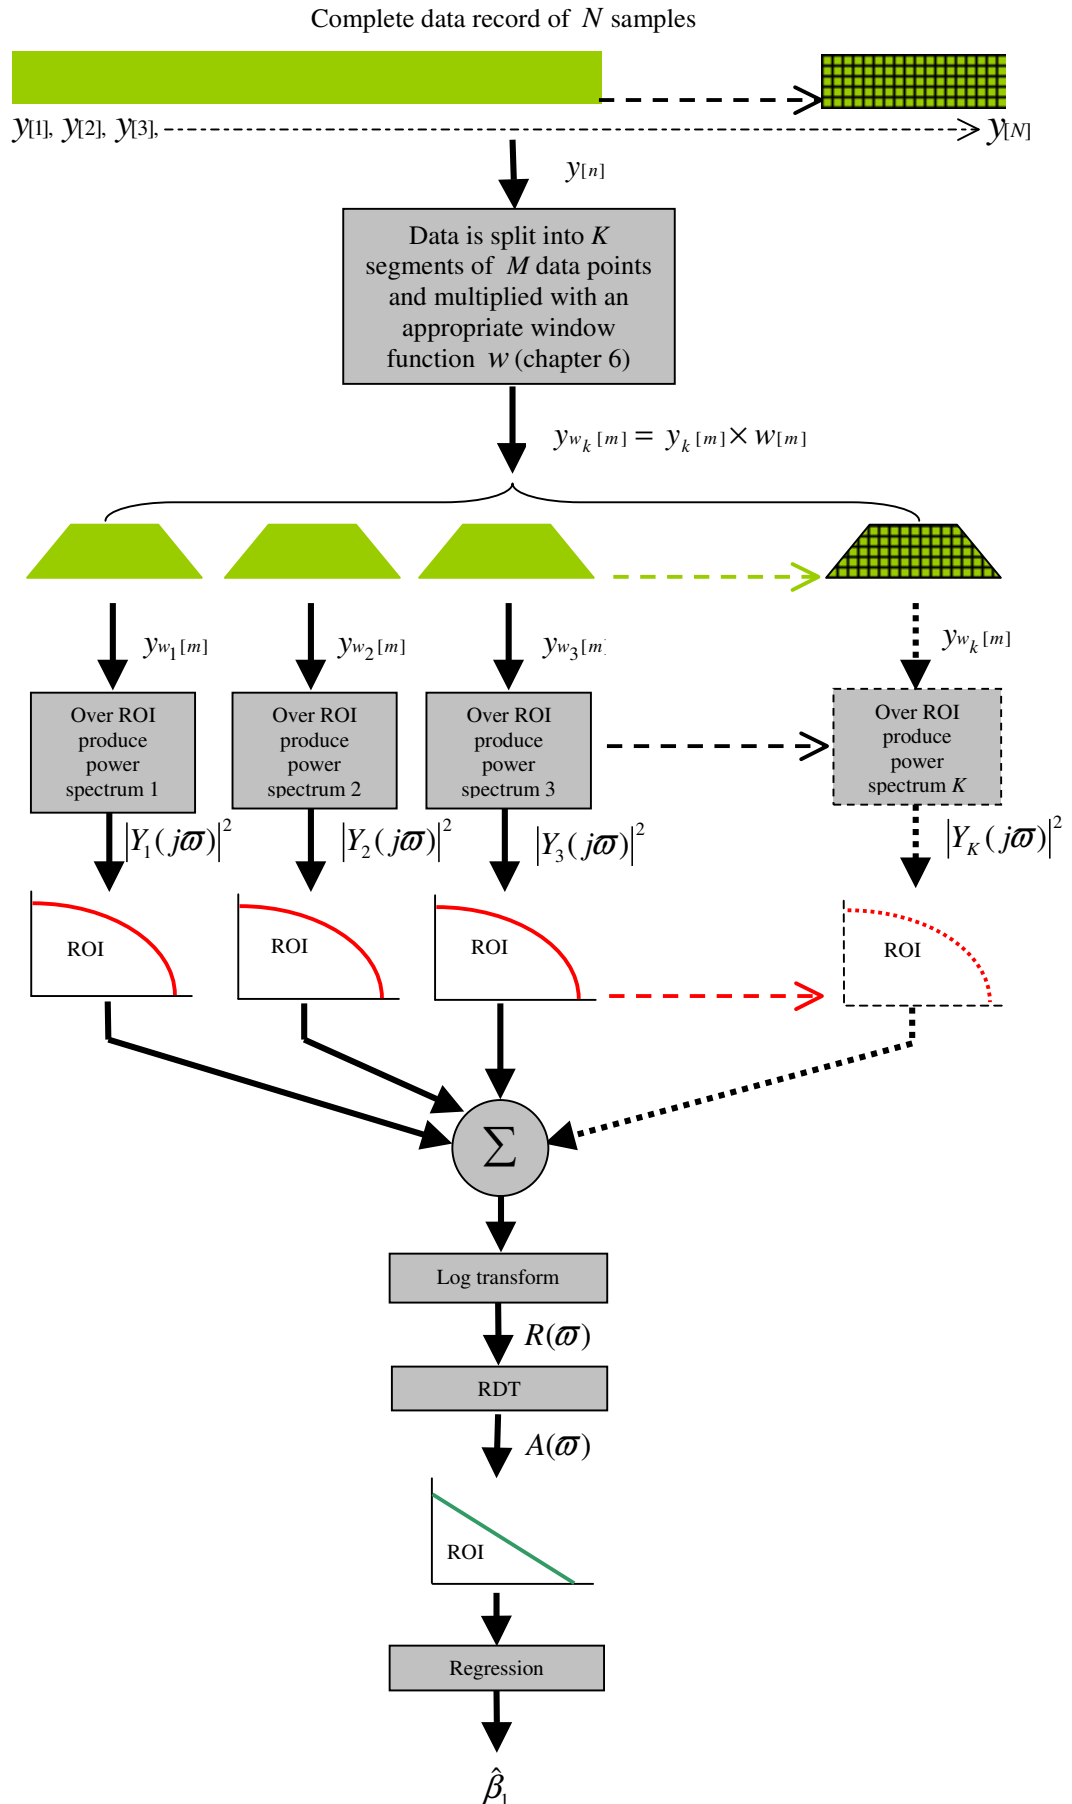 Complete data record of N samples
y[1], y[2], y[3], y[N]
y[n]
Data is split into K
segments of M data points
and multiplied with an
appropriate window
function w (chapter 6)
y_{w_k}[m] = y_k[m] × w[m]
y_{w_1}[m] y_{w_2}[m] y_{w_3}[m] y_{w_k}[m]
Over ROI
produce
power
spectrum 1
Over ROI
produce
power
spectrum 2
Over ROI
produce
power
spectrum 3
Over ROI
produce
power
spectrum K
|Y_1(jϖ)|^2 |Y_2(jϖ)|^2 |Y_3(jϖ)|^2 |Y_K(jϖ)|^2
ROI ROI ROI ROI
Σ
Log transform
R(ϖ)
RDT
A(ϖ)
ROI
Regression
β̂_1